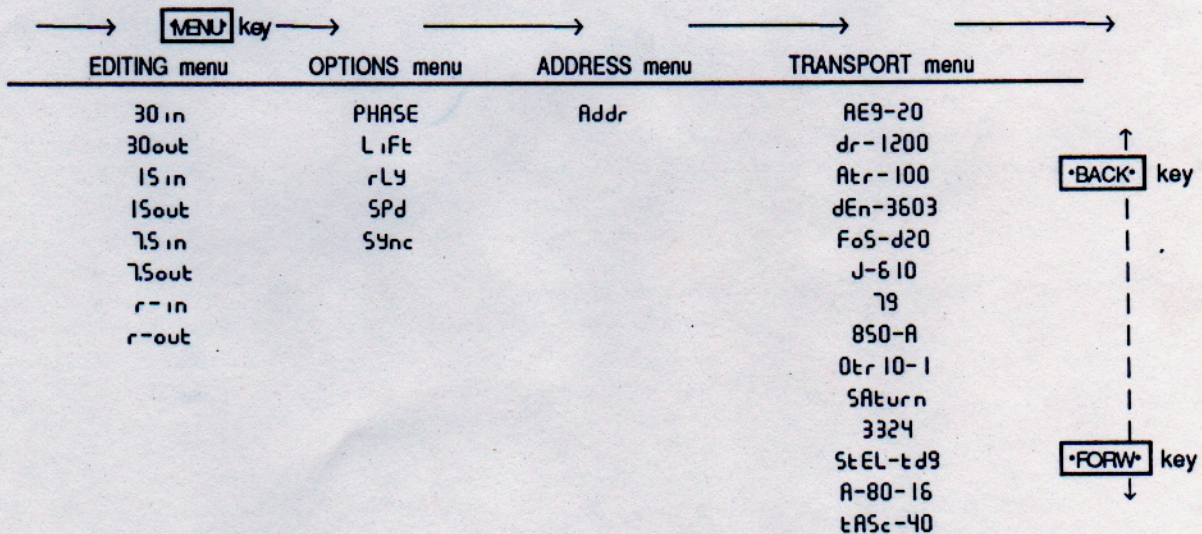 MENU key
EDITING menu OPTIONS menu ADDRESS menu TRANSPORT menu
30 in PHASE Addr AE9-20
30out LiFt dr-1200
15 in rLY Atr-100
15out SPd dEn-3603
7.5 in SYnc FoS-d20
7.5out J-610
r-in 79
r-out 850-A
Otr 10-1
SAturn
3324
StEL-td9
A-80-16
tASc-40
•BACK• key
•FORW• key